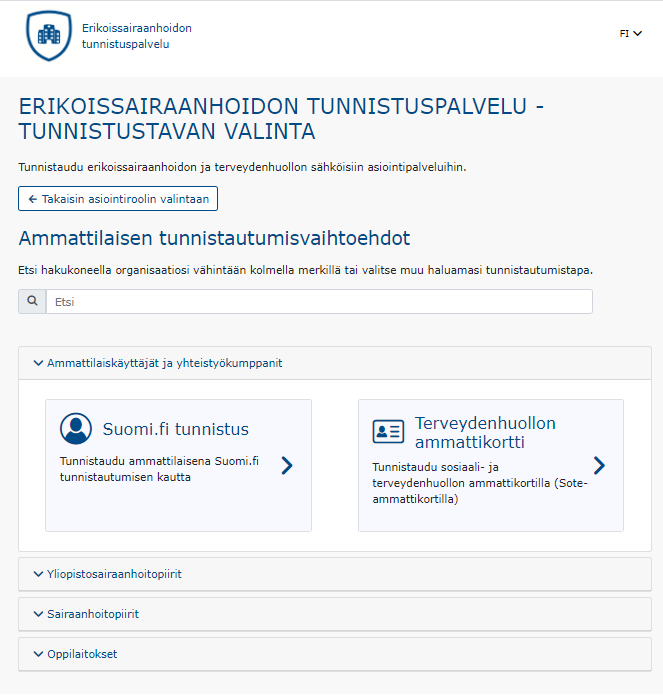 Erikoissairaanhoidon
tunnistuspalvelu
FI
ERIKOISSAIRAANHOIDON TUNNISTUSPALVELU -
TUNNISTUSTAVAN VALINTA
Tunnistaudu erikoissairaanhoidon ja terveydenhuollon sähköisiin asiointipalveluihin.
← Takaisin asiointiroolin valintaan
Ammattilaisen tunnistautumisvaihtoehdot
Etsi hakukoneella organisaatiosi vähintään kolmella merkillä tai valitse muu haluamasi tunnistautumistapa.
Etsi
Ammattilaiskäyttäjät ja yhteistyökumppanit
Suomi.fi tunnistus
Tunnistaudu ammattilaisena Suomi.fi
tunnistautumisen kautta
Terveydenhuollon
ammattikortti
Tunnistaudu sosiaali- ja
terveydenhuollon ammattikortilla (Sote-
ammattikortilla)
Yliopistosairaanhoitopiirit
Sairaanhoitopiirit
Oppilaitokset